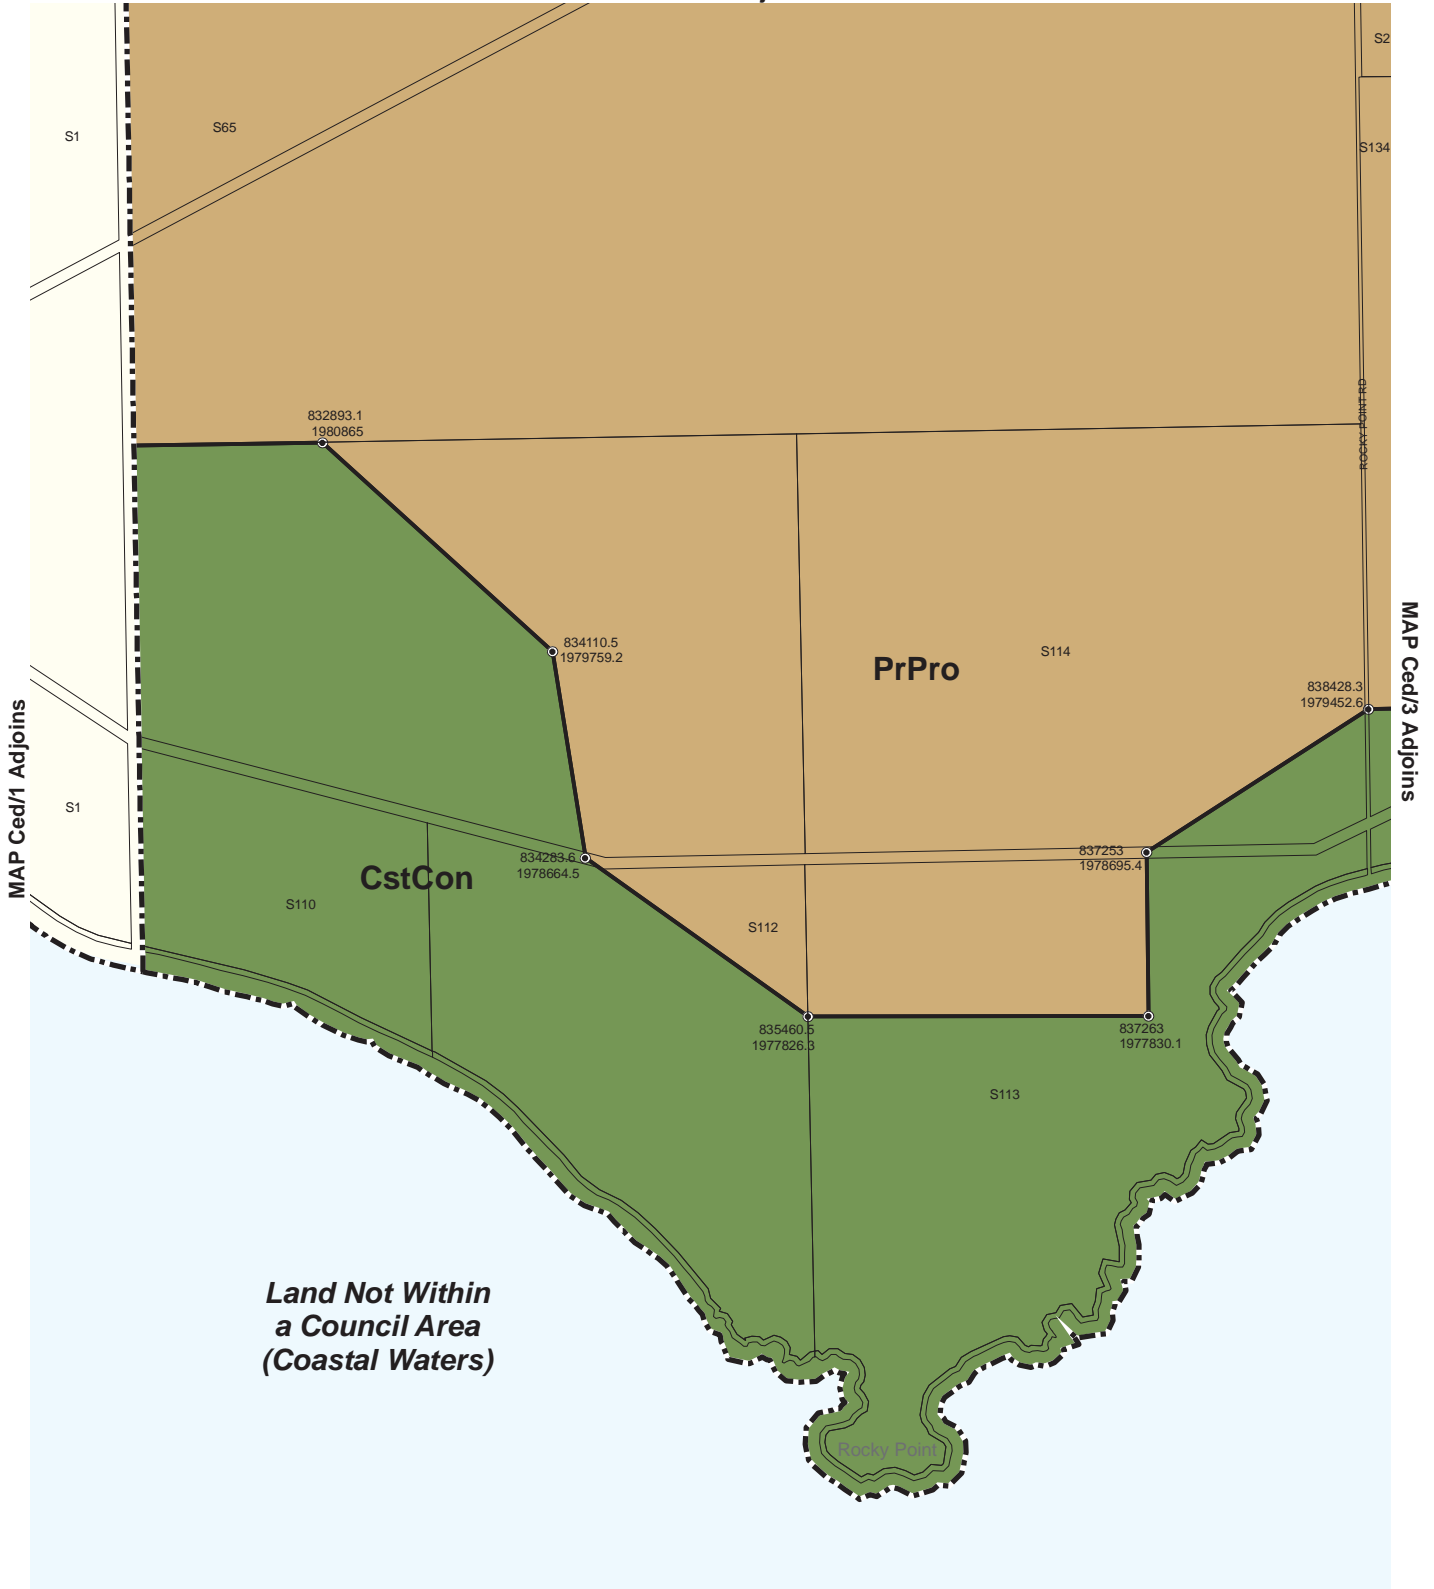 S2
S65
S1
S134
ROCKY POINT RD
832893.1
1980865
834110.5
1979759.2
S114
PrPro
838428.3
1979452.6
MAP Ced/3 Adjoins
MAP Ced/1 Adjoins
S1
834283.6
1978664.5
837253
1978695.4
CstCon
S110
S112
835460.5
1977826.3
837263
1977830.1
S113
Land Not Within
a Council Area
(Coastal Waters)
Rocky Point